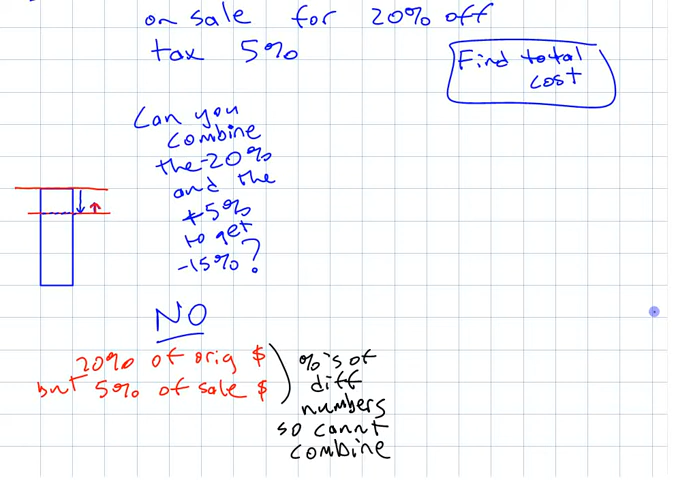 on sale for 20% off
tax 5%
Find total
cost
Can you
combine
the -20%
and the
+5%
to get
-15%?
NO
20% of orig $
but 5% of sale $
%'s of
diff
numbers
so cannt
combine